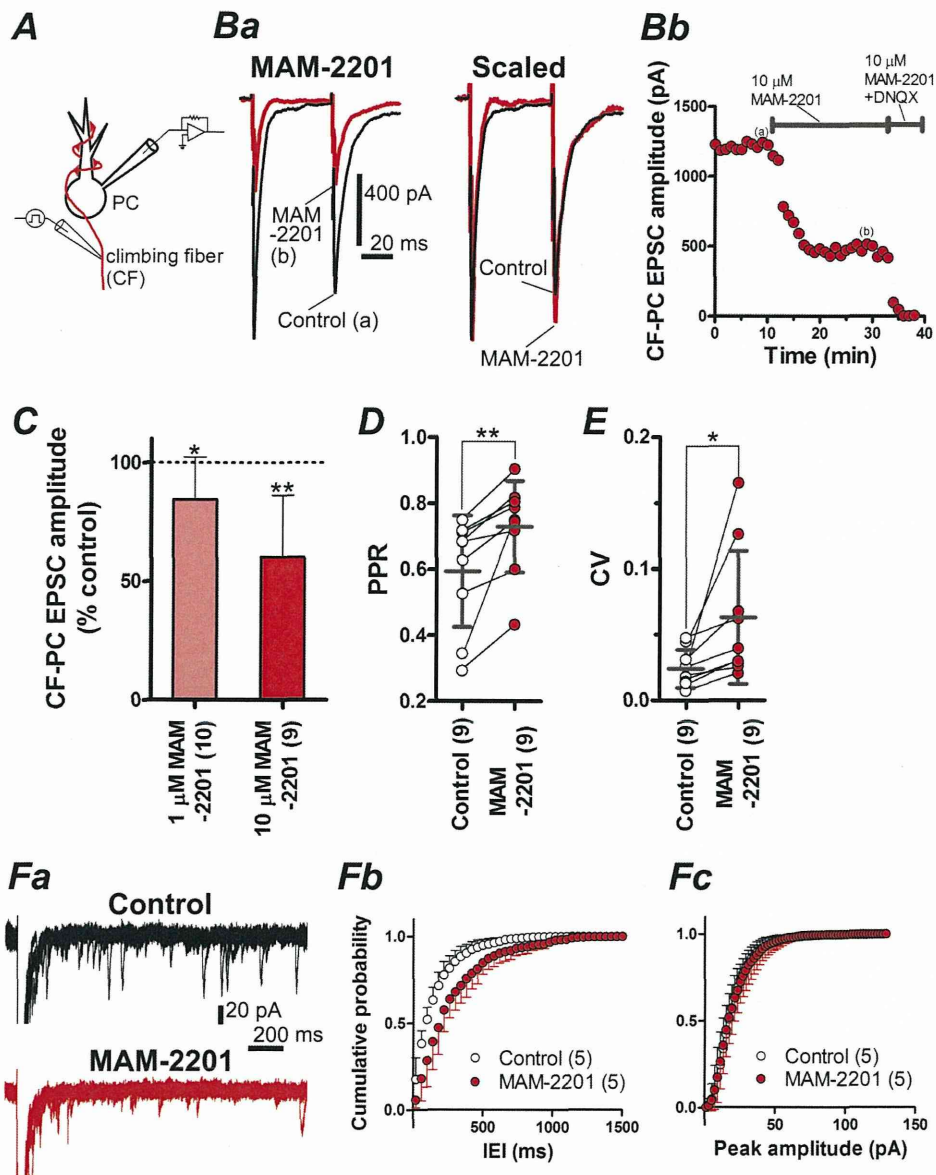 A
PC
climbing fiber
(CF)
Ba
MAM-2201
MAM
-2201
(b)
Control (a)
400 pA
20 ms
Scaled
Control
MAM-2201
Bb
10 μM
MAM-2201
10 μM
MAM-2201
+DNQX
CF-PC EPSC amplitude (pA)
1500
1000
500
0
(a)
(b)
0
10
20
30
40
Time (min)
C
CF-PC EPSC amplitude
(% control)
100
50
0
*
**
1 μM MAM
-2201 (10)
10 μM MAM
-2201 (9)
D
PPR
1.0
0.8
0.6
0.4
0.2
**
Control (9)
MAM
-2201 (9)
E
CV
0.2
0.1
0.0
*
Control (9)
MAM
-2201 (9)
Fa
Control
20 pA
200 ms
MAM-2201
Fb
Cumulative probability
1.0
0.5
0.0
Control (5)
MAM-2201 (5)
500
1000
1500
IEI (ms)
Fc
1.0
0.5
0.0
Control (5)
MAM-2201 (5)
0
50
100
Peak amplitude (pA)